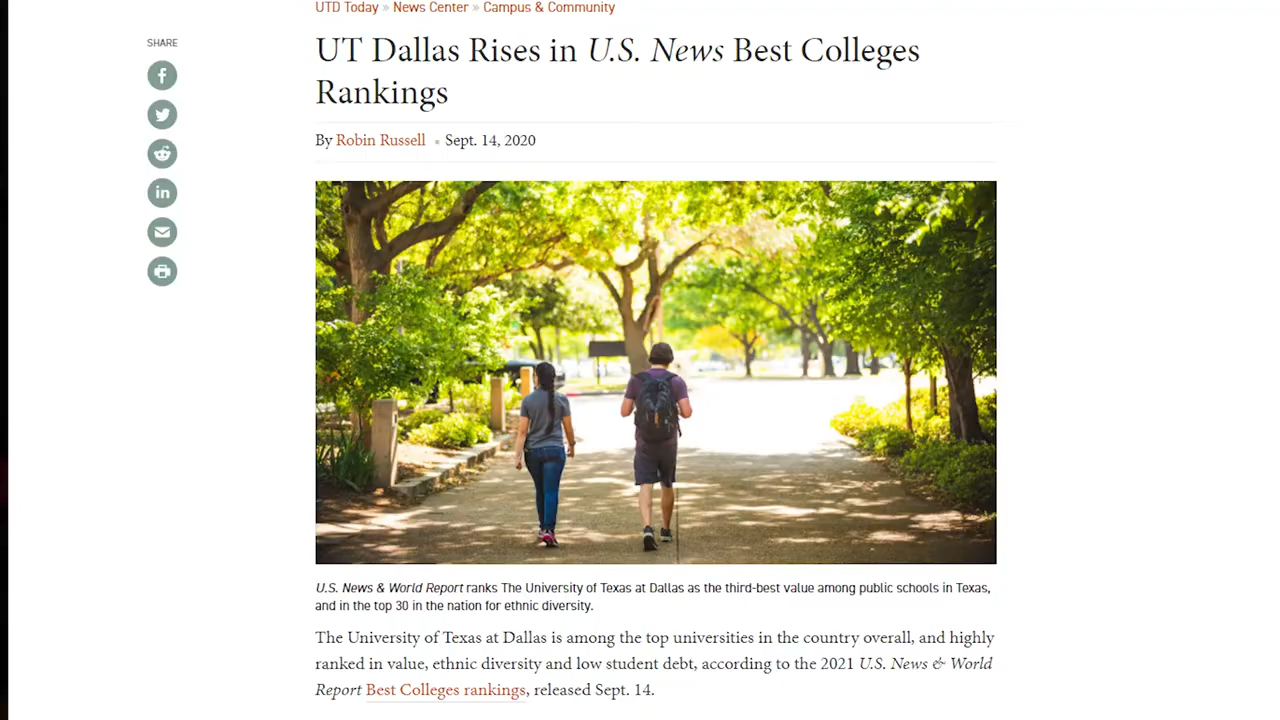 UTD Today » News Center » Campus & Community
SHARE
UT Dallas Rises in U.S. News Best Colleges
Rankings
By Robin Russell • Sept. 14, 2020
U.S. News & World Report ranks The University of Texas at Dallas as the third-best value among public schools in Texas,
and in the top 30 in the nation for ethnic diversity.
The University of Texas at Dallas is among the top universities in the country overall, and highly
ranked in value, ethnic diversity and low student debt, according to the 2021 U.S. News & World
Report Best Colleges rankings, released Sept. 14.